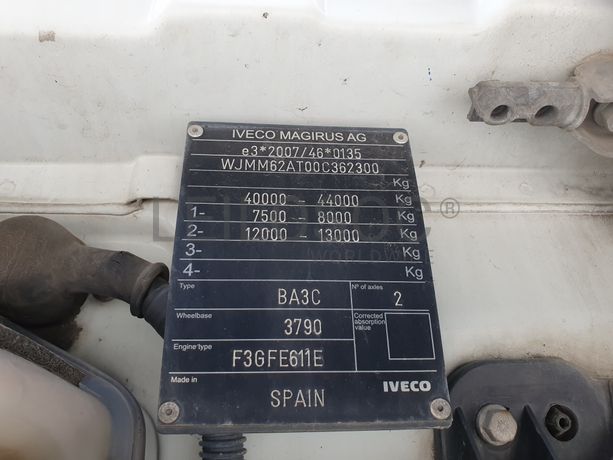 IVECO MAGIRUS AG
e3*2007/46*0135
WJMM62AT00C362300
Kg
40000 - 44000 Kg
1- 7500 - 8000 Kg
2- 12000 - 13000 Kg
3- Kg
4- Kg
Type BA3C Nº of axles 2
Wheelbase 3790 Corrected absorption value
Engine type F3GFE611E
Made in SPAIN IVECO